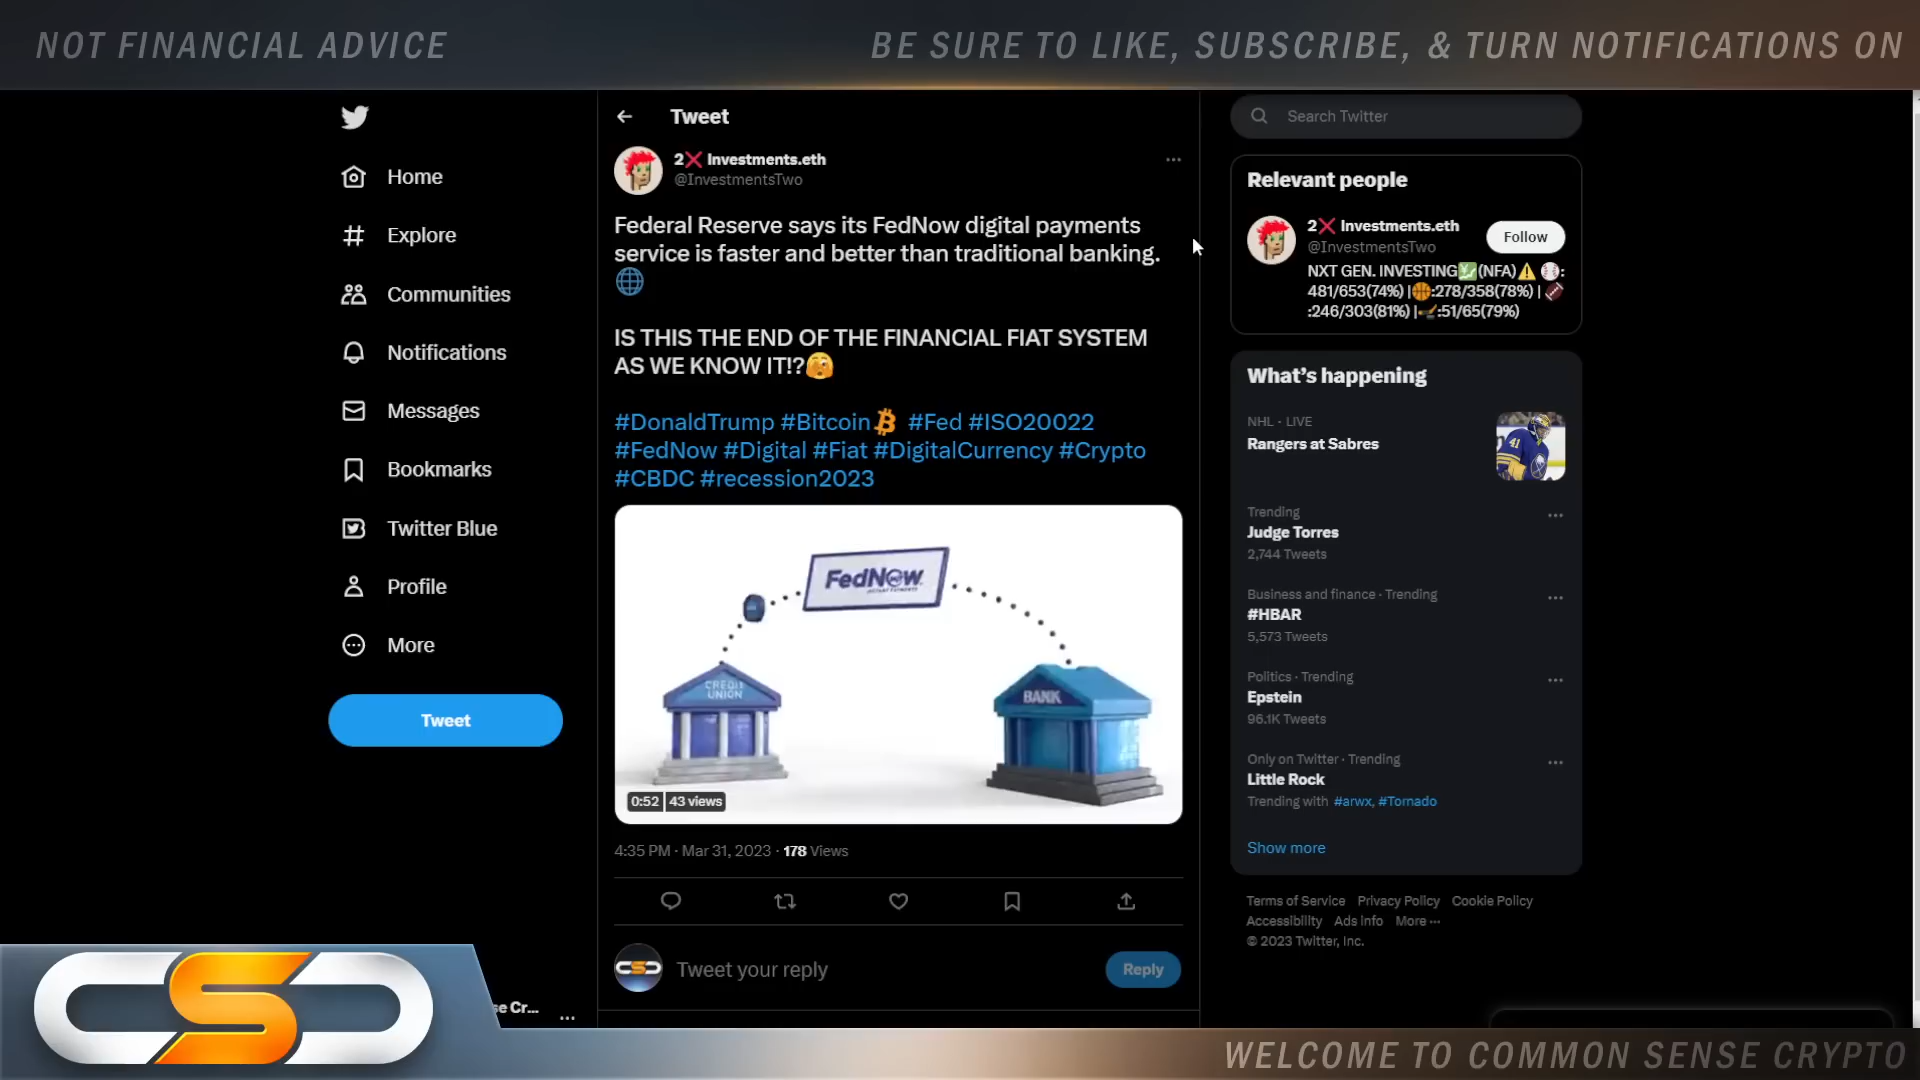 NOT FINANCIAL ADVICE
BE SURE TO LIKE, SUBSCRIBE, & TURN NOTIFICATIONS ON
Home
Explore
Communities
Notifications
Messages
Bookmarks
Twitter Blue
Profile
More
Tweet
se Cr...
Tweet
2❌ Investments.eth
@InvestmentsTwo
Federal Reserve says its FedNow digital payments
service is faster and better than traditional banking.
🌐
IS THIS THE END OF THE FINANCIAL FIAT SYSTEM
AS WE KNOW IT!?🫣
#DonaldTrump #Bitcoin #Fed #ISO20022
#FedNow #Digital #Fiat #DigitalCurrency #Crypto
#CBDC #recession2023
FedNow
CREDIT
UNION
BANK
0:52 43 views
4:35 PM · Mar 31, 2023 · 178 Views
Tweet your reply
Reply
Search Twitter
Relevant people
2❌ Investments.eth
@InvestmentsTwo
Follow
NXT GEN. INVESTING💹(NFA)⚠️ ⚾:
481/653(74%) |🏀:278/358(78%) | 🏈
:246/303(81%) |🏒:51/65(79%)
What's happening
NHL · LIVE
Rangers at Sabres
41
Trending
Judge Torres
2,744 Tweets
Business and finance · Trending
#HBAR
5,573 Tweets
Politics · Trending
Epstein
96.1K Tweets
Only on Twitter · Trending
Little Rock
Trending with #arwx, #Tornado
Show more
Terms of Service Privacy Policy Cookie Policy
Accessibility Ads info More ···
© 2023 Twitter, Inc.
CSC
WELCOME TO COMMON SENSE CRYPTO